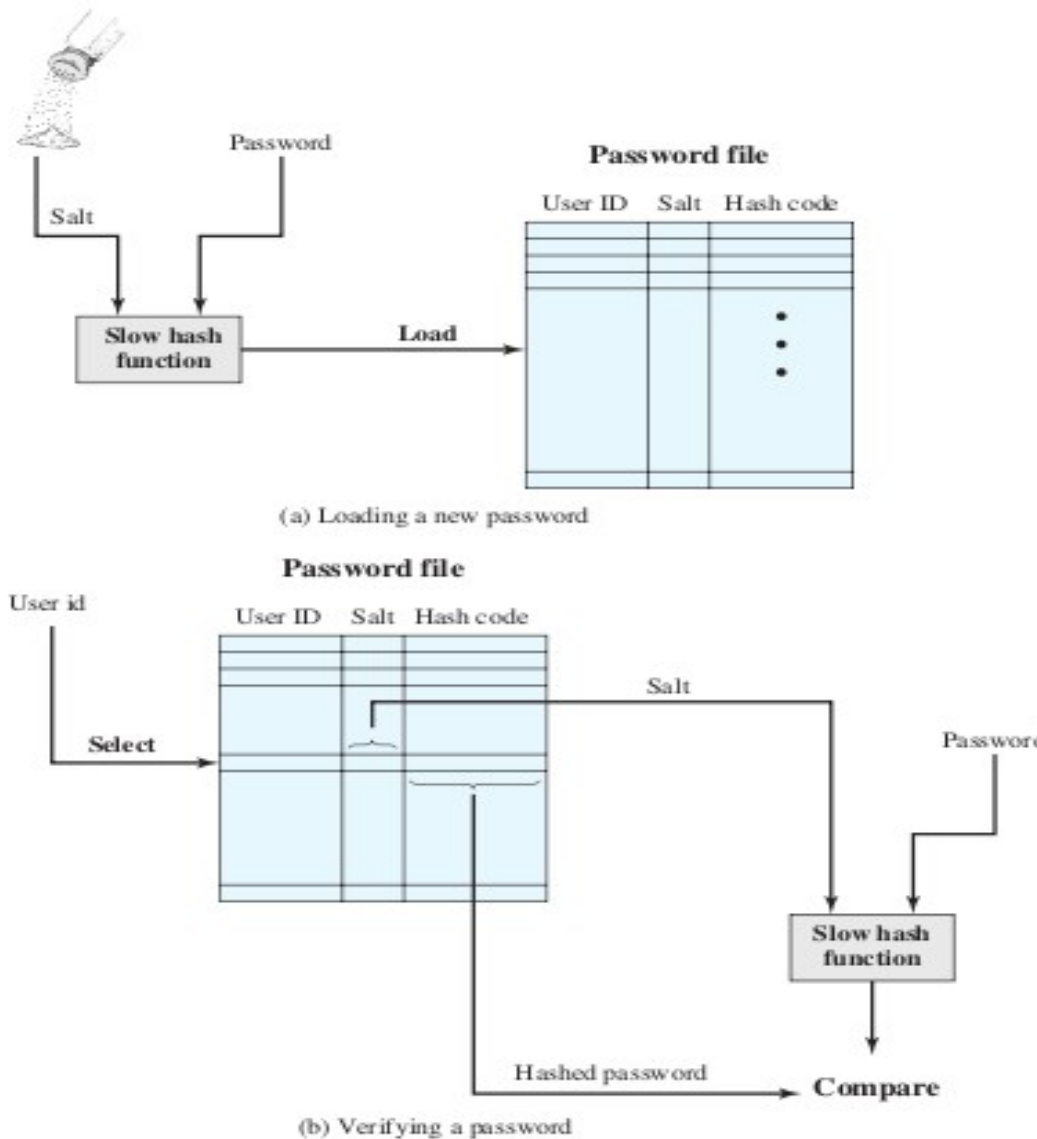 Password
Password file
User ID Salt Hash code
Salt
Slow hash
function
Load
(a) Loading a new password
Password file
User id
User ID Salt Hash code
Salt
Select
Password
Slow hash
function
Hashed password
Compare
(b) Verifying a password